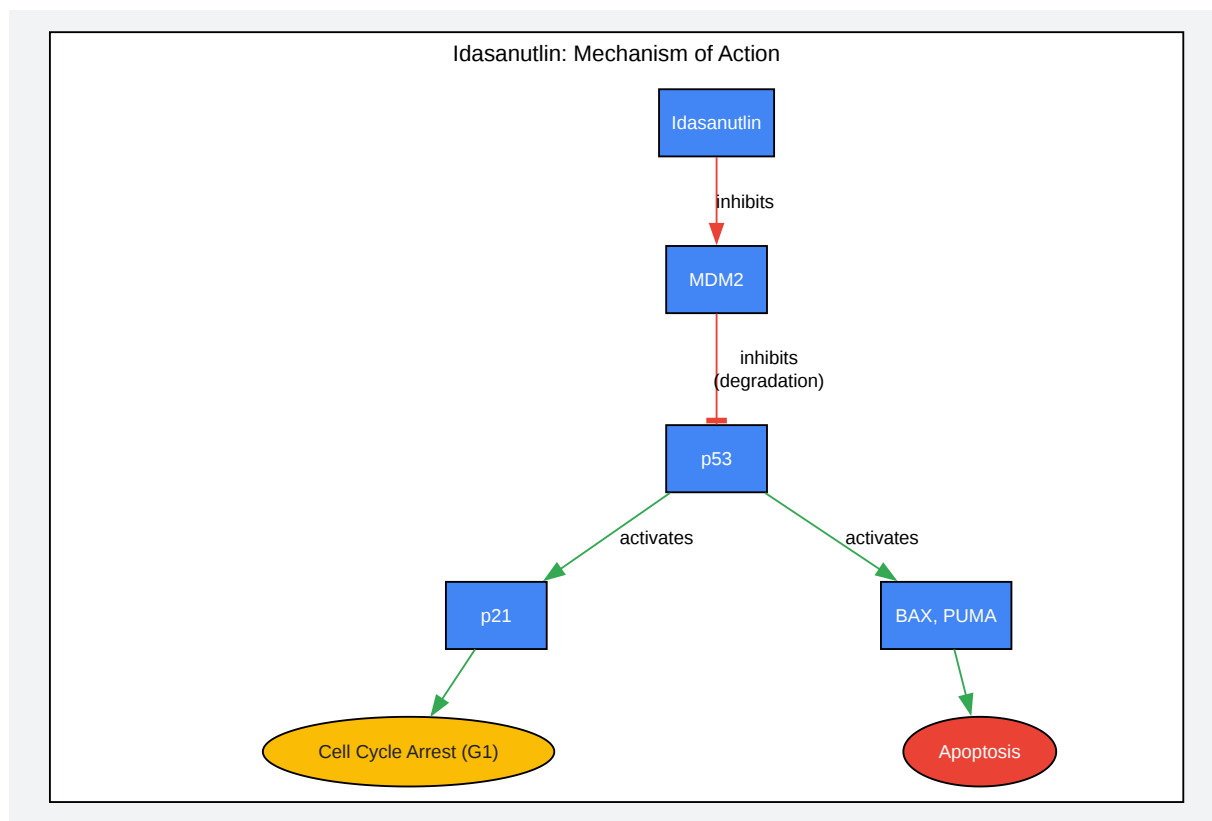 Idasanutlin: Mechanism of Action
Idasanutlin
inhibits
MDM2
inhibits
(degradation)
p53
activates
activates
p21
BAX, PUMA
Cell Cycle Arrest (G1)
Apoptosis